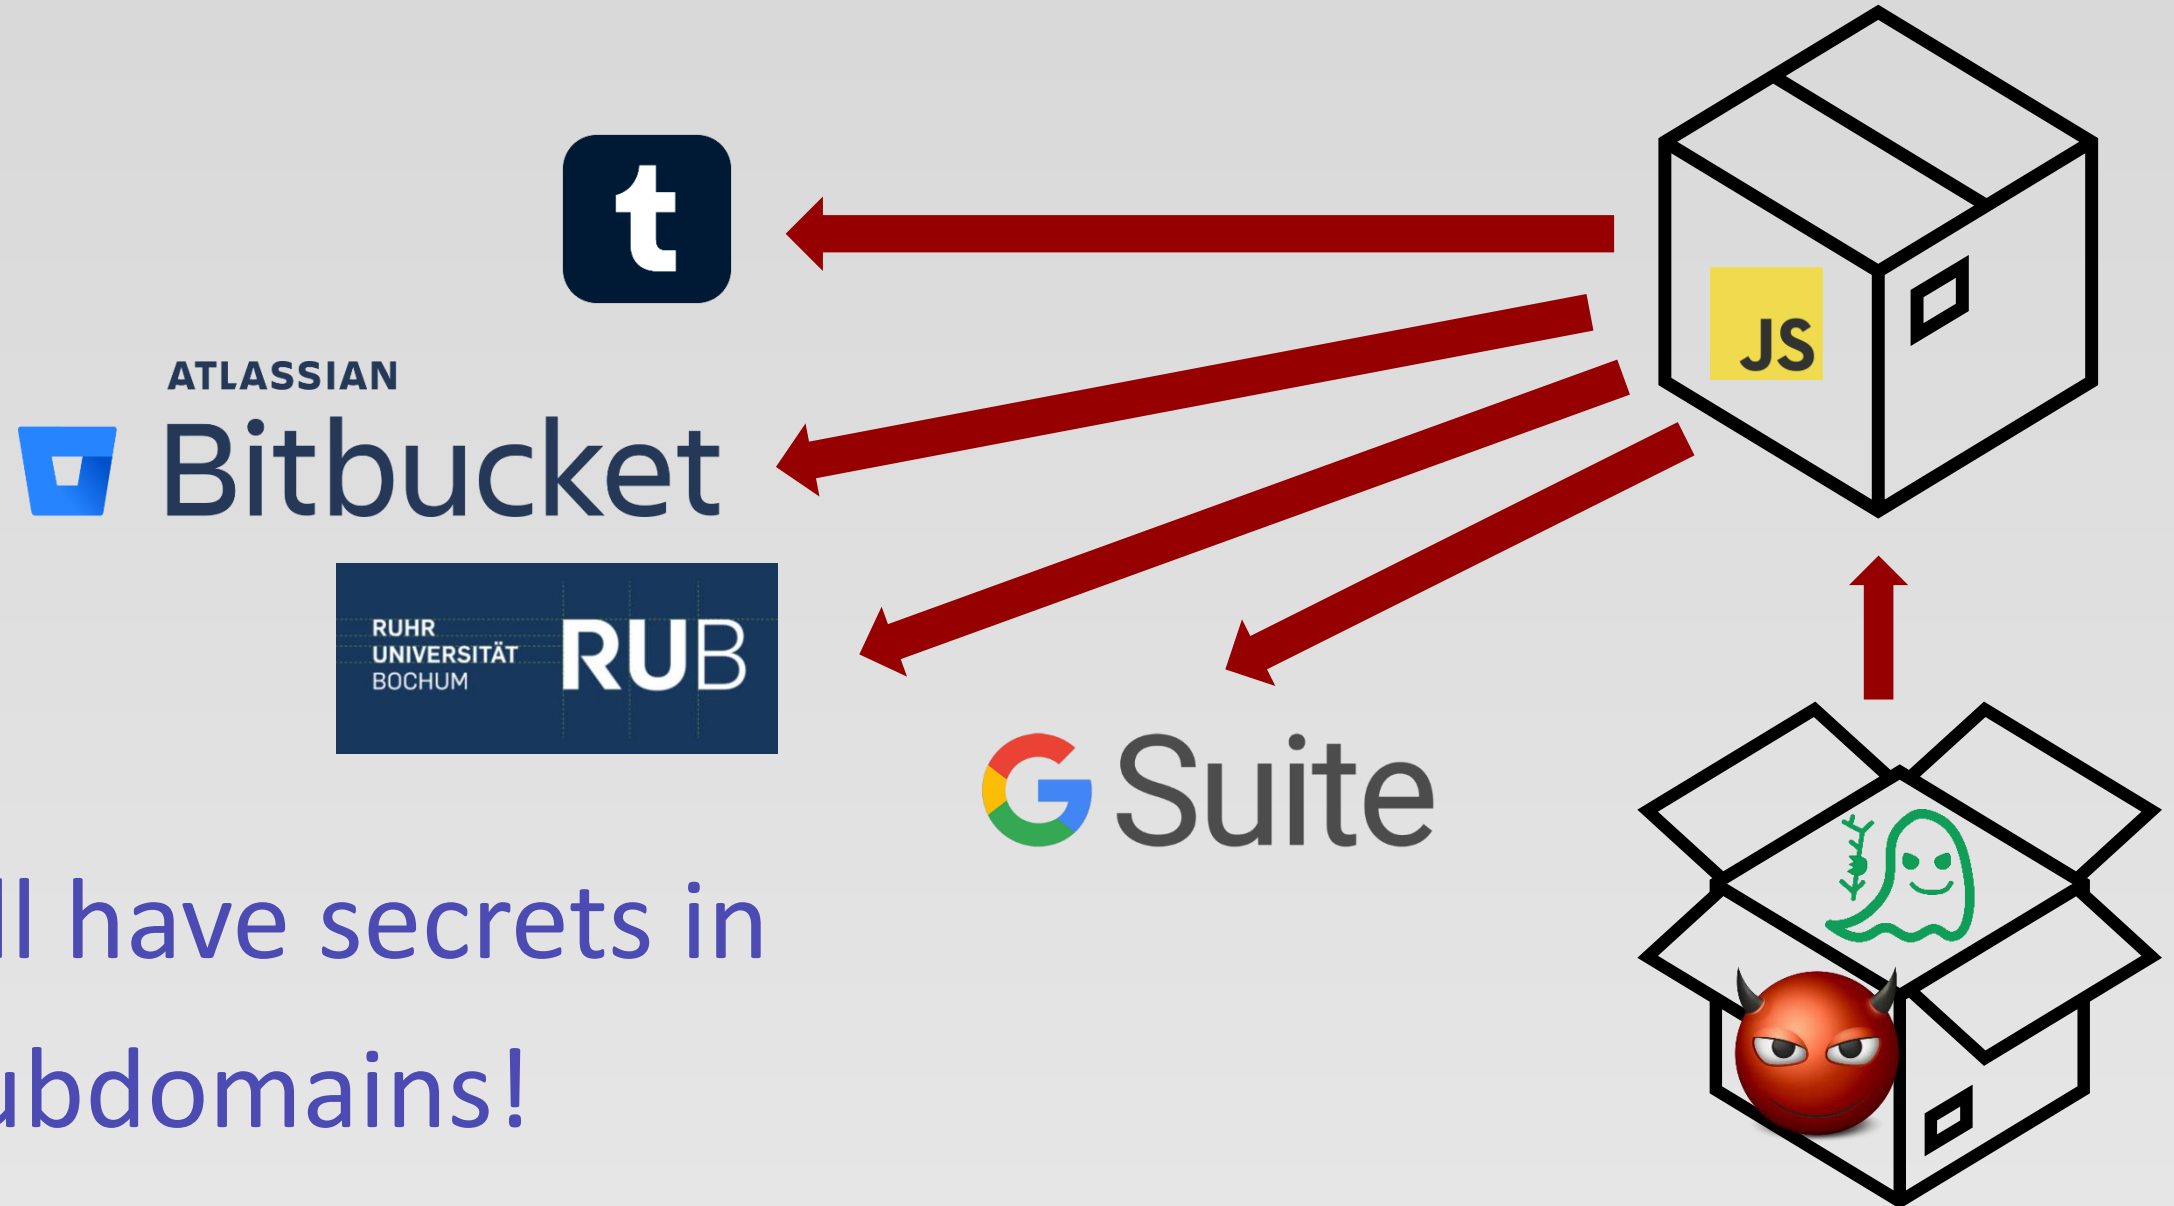 t
JS
ATLASSIAN
Bitbucket
RUHR
UNIVERSITÄT
BOCHUM
RUB
G Suite
ll have secrets in
ubdomains!